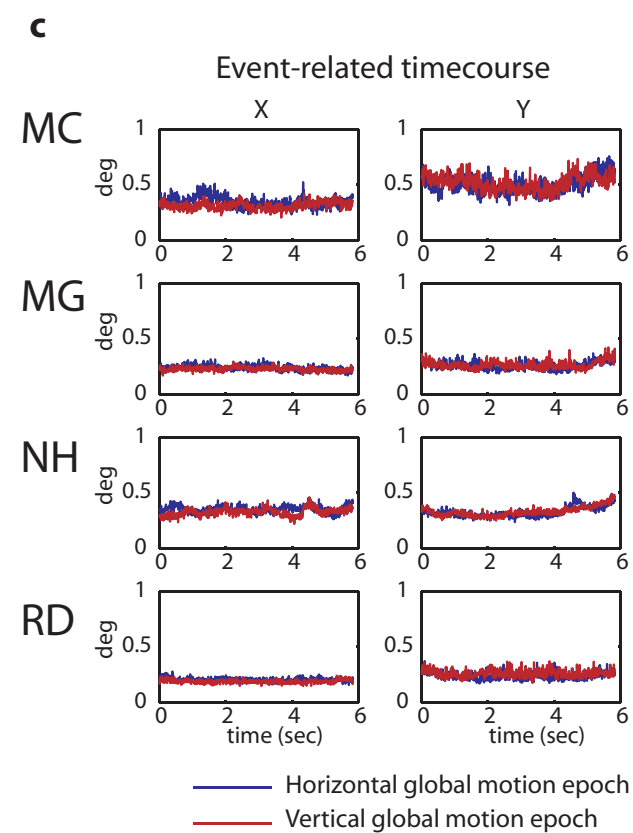 c
Event-related timecourse
X Y
MC
deg
1 0.5 0
0 2 4 6
1 0.5 0
0 2 4 6
MG
deg
1 0.5 0
0 2 4 6
1 0.5 0
0 2 4 6
NH
deg
1 0.5 0
0 2 4 6
1 0.5 0
0 2 4 6
RD
deg
1 0.5 0
0 2 4 6
1 0.5 0
0 2 4 6
time (sec) time (sec)
Horizontal global motion epoch
Vertical global motion epoch